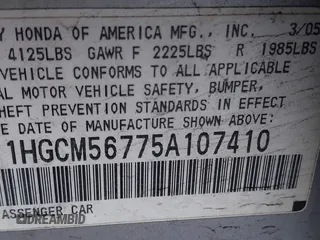 Y HONDA OF AMERICA MFG., INC. 3/05
4125LBS GAWR F 2225LBS R 1985LBS
VEHICLE CONFORMS TO ALL APPLICABLE
AL MOTOR VEHICLE SAFETY, BUMPER,
HEFT PREVENTION STANDARDS IN EFFECT
E DATE OF MANUFACTURE SHOWN ABOVE:
1HGCM56775A107410
ASSENGER CAR
DREAMBID